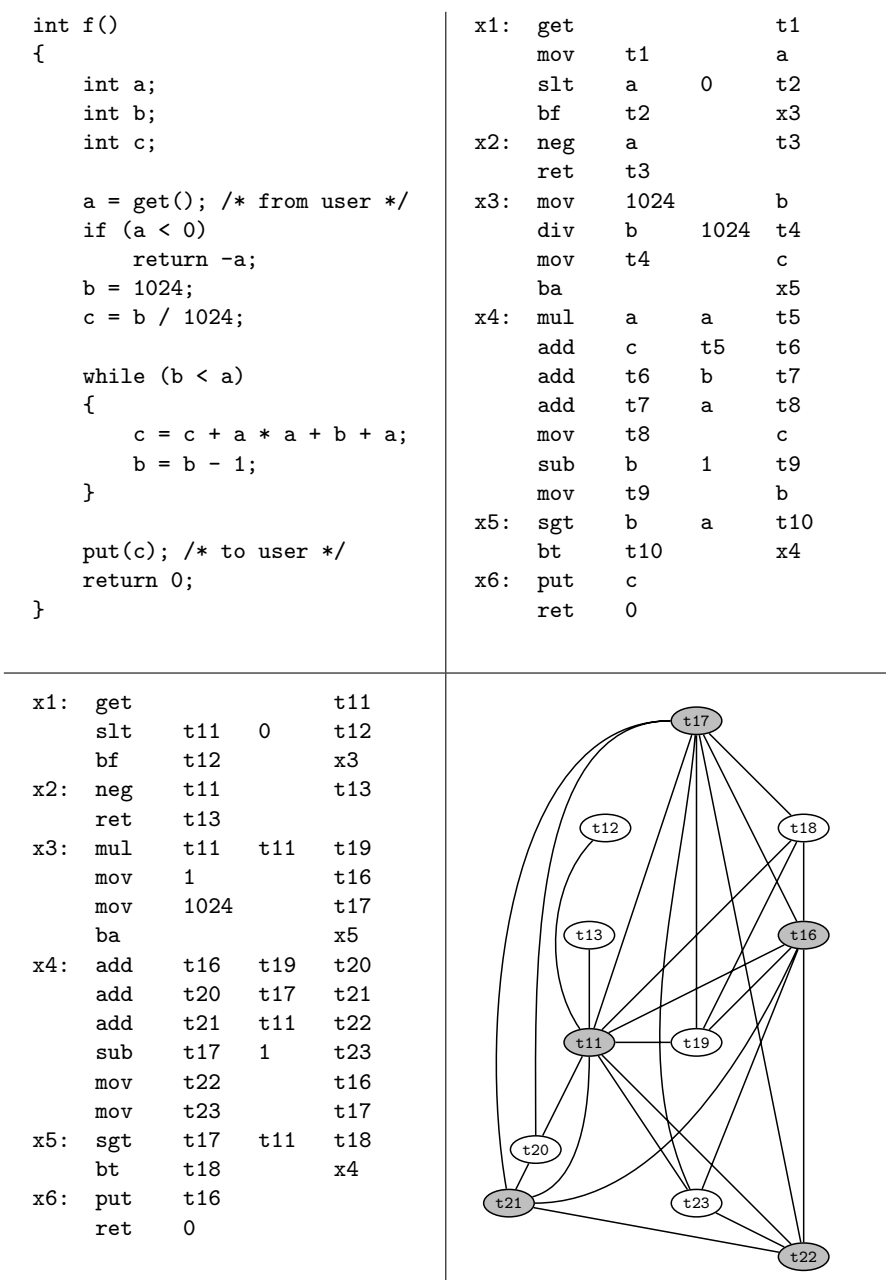 int f()
{
    int a;
    int b;
    int c;

    a = get(); /* from user */
    if (a < 0)
        return -a;
    b = 1024;
    c = b / 1024;

    while (b < a)
    {
        c = c + a * a + b + a;
        b = b - 1;
    }

    put(c); /* to user */
    return 0;
}
x1: get t1
mov t1 a
slt a 0 t2
bf t2 x3
x2: neg a t3
ret t3
x3: mov 1024 b
div b 1024 t4
mov t4 c
ba x5
x4: mul a a t5
add c t5 t6
add t6 b t7
add t7 a t8
mov t8 c
sub b 1 t9
mov t9 b
x5: sgt b a t10
bt t10 x4
x6: put c
ret 0
x1: get t11
slt t11 0 t12
bf t12 x3
x2: neg t11 t13
ret t13
x3: mul t11 t11 t19
mov 1 t16
mov 1024 t17
ba x5
x4: add t16 t19 t20
add t20 t17 t21
add t21 t11 t22
sub t17 1 t23
mov t22 t16
mov t23 t17
x5: sgt t17 t11 t18
bt t18 x4
x6: put t16
ret 0
t17
t12 t18
t13 t16
t11 t19
t20
t21 t23
t22